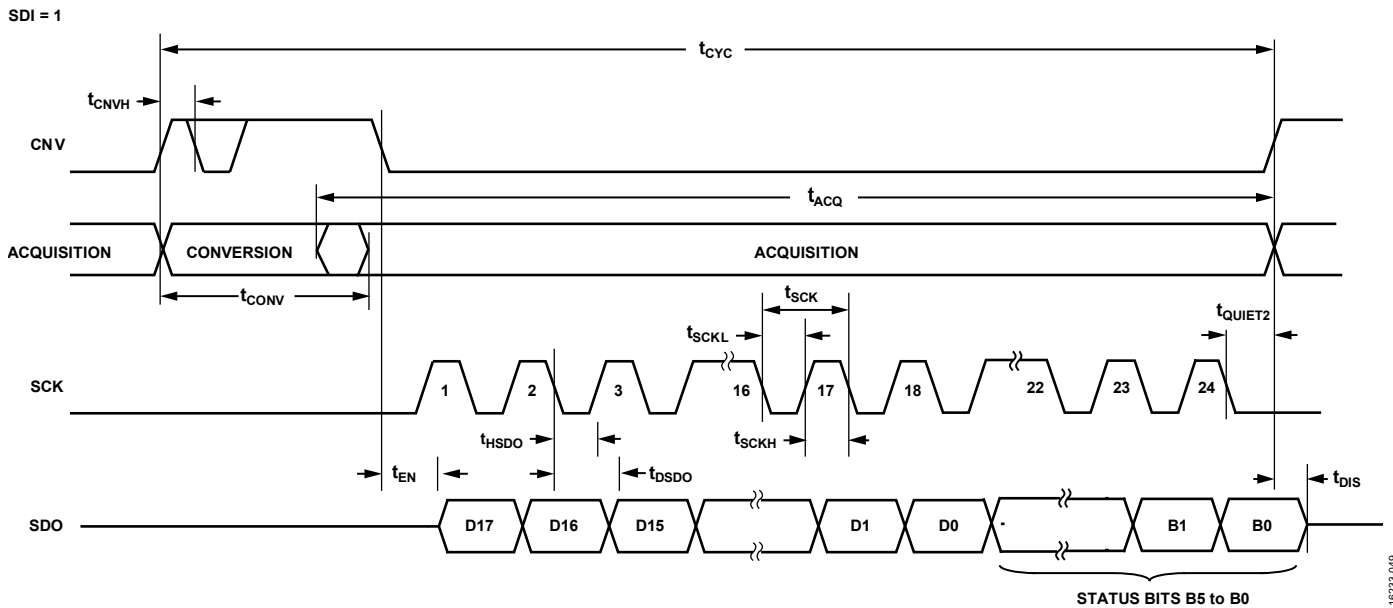 SDI = 1
tCYC
tCNVH
CNV
tACQ
ACQUISITION
CONVERSION
ACQUISITION
tCONV
tSCK
tQUIET2
tSCKL
SCK
1
2
3
16
17
18
22
23
24
tHSDO
tSCKH
tEN
tDSDO
tDIS
SDO
D17
D16
D15
D1
D0
B1
B0
STATUS BITS B5 to B0
16233-049